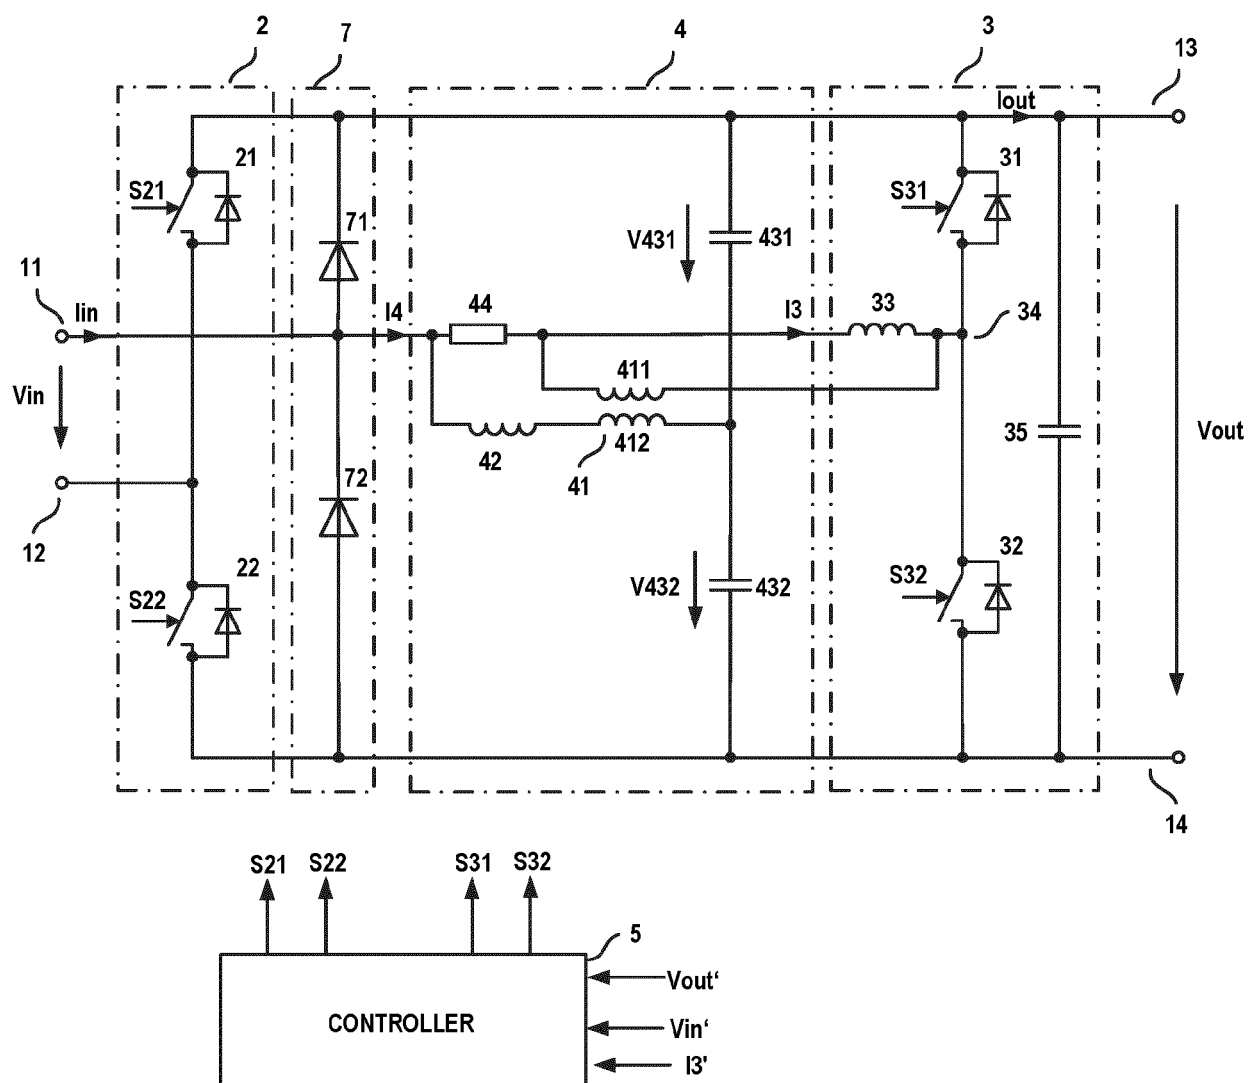 2
7
4
3
13
Iout
21
S21
31
S31
71
V431
431
11
Iin
I4
44
I3
33
34
411
Vin
412
42
41
35
Vout
72
12
22
S22
V432
432
32
S32
14
S21
S22
S31
S32
5
Vout‘
CONTROLLER
Vin‘
I3'